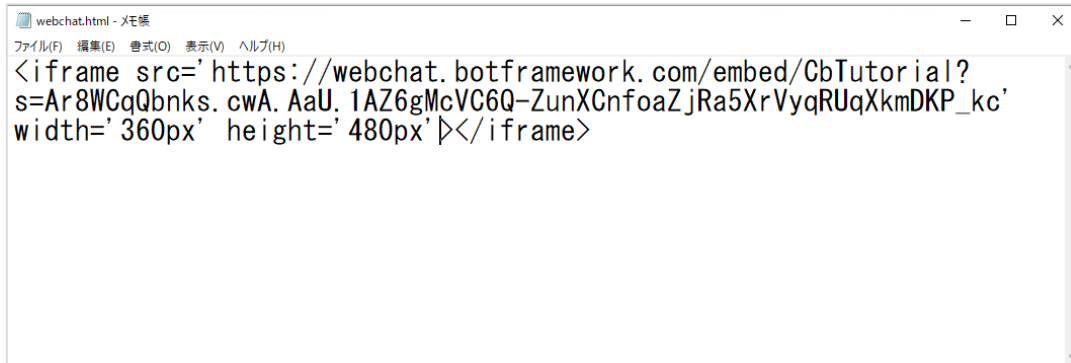 webchat.html - メモ帳
ファイル(F) 編集(E) 書式(O) 表示(V) ヘルプ(H)
<iframe src='https://webchat.botframework.com/embed/CbTutorial?
s=Ar8WCqQbnks.cwA.AaU.1AZ6gMcVC6Q-ZunXCnfoaZjRa5XrVyqRUqXkmDKP_kc'
width='360px' height='480px'></iframe>